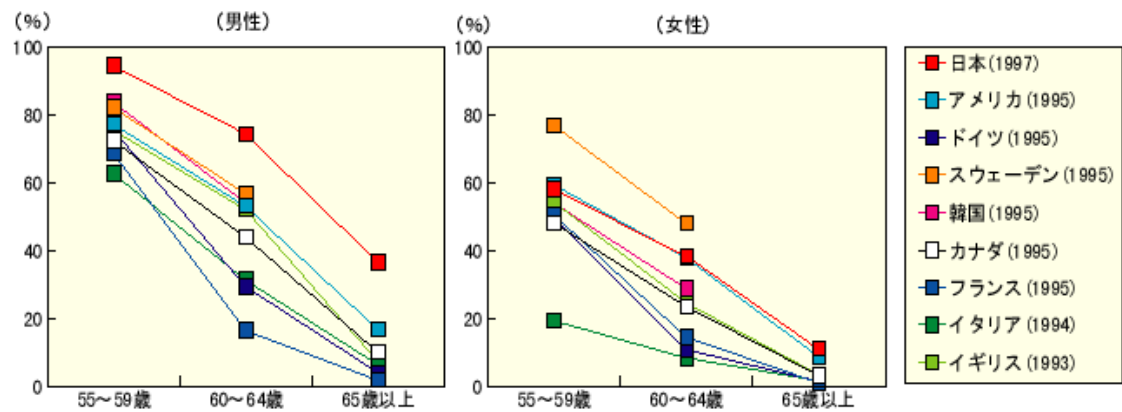 (%)
(男性)
100
80
60
40
20
0
55～59歳
60～64歳
65歳以上
(%)
(女性)
100
80
60
40
20
0
55～59歳
60～64歳
65歳以上
日本(1997)
アメリカ(1995)
ドイツ(1995)
スウェーデン(1995)
韓国(1995)
カナダ(1995)
フランス(1995)
イタリア(1994)
イギリス(1993)